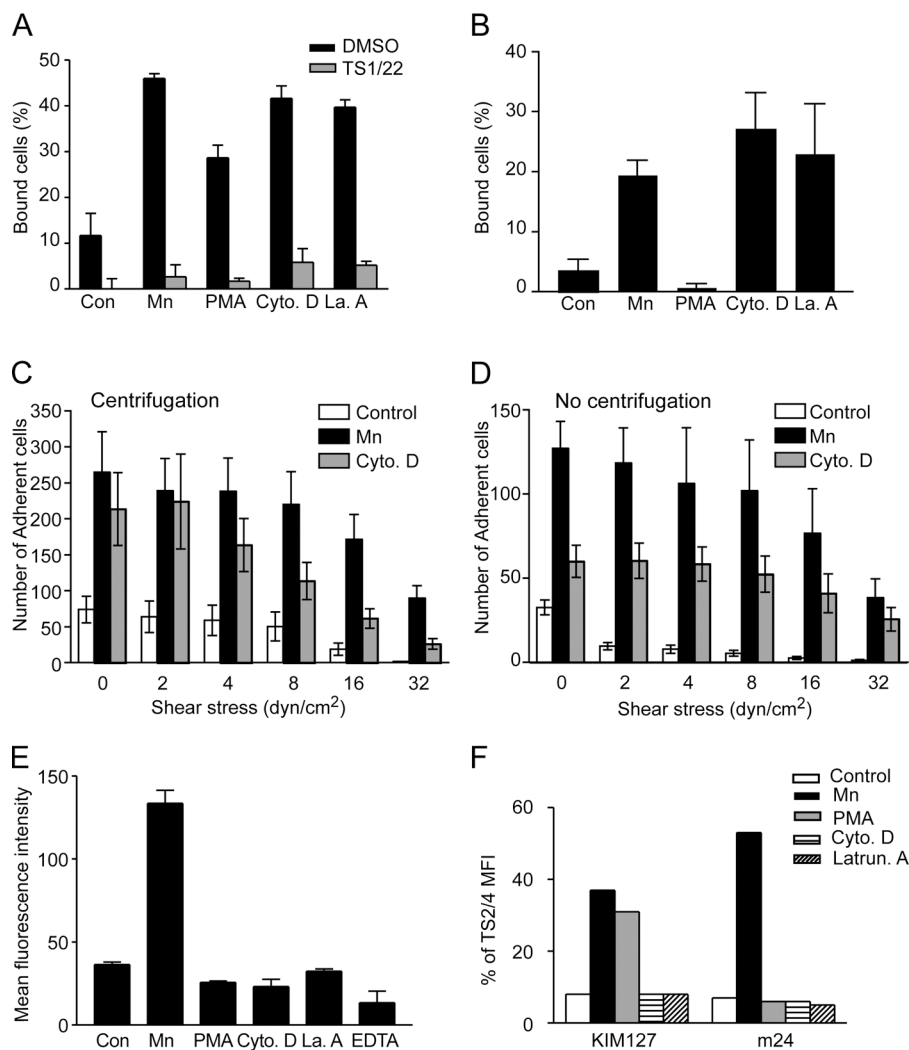 A
DMSO
TS1/22
Bound cells (%)
50
40
30
20
10
0
Con Mn PMA Cyto. D La. A
B
Bound cells (%)
40
30
20
10
0
Con Mn PMA Cyto. D La. A
C
Centrifugation
Control
Mn
Cyto. D
Number of Adherent cells
350
300
250
200
150
100
50
0
0 2 4 8 16 32
Shear stress (dyn/cm²)
D
No centrifugation
Control
Mn
Cyto. D
Number of Adherent cells
150
100
50
0
0 2 4 8 16 32
Shear stress (dyn/cm²)
E
Mean fluorescence intensity
150
100
50
0
Con Mn PMA Cyto. D La. A EDTA
F
Control
Mn
PMA
Cyto. D
Latrun. A
% of TS2/4 MFI
60
40
20
0
KIM127 m24